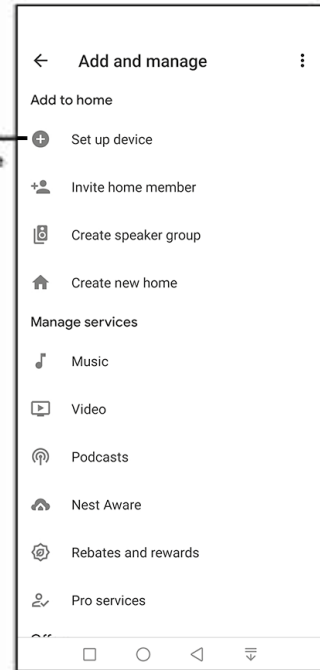 Add and manage
Add to home
Set up device
Invite home member
Create speaker group
Create new home
Manage services
Music
Video
Podcasts
Nest Aware
Rebates and rewards
Pro services